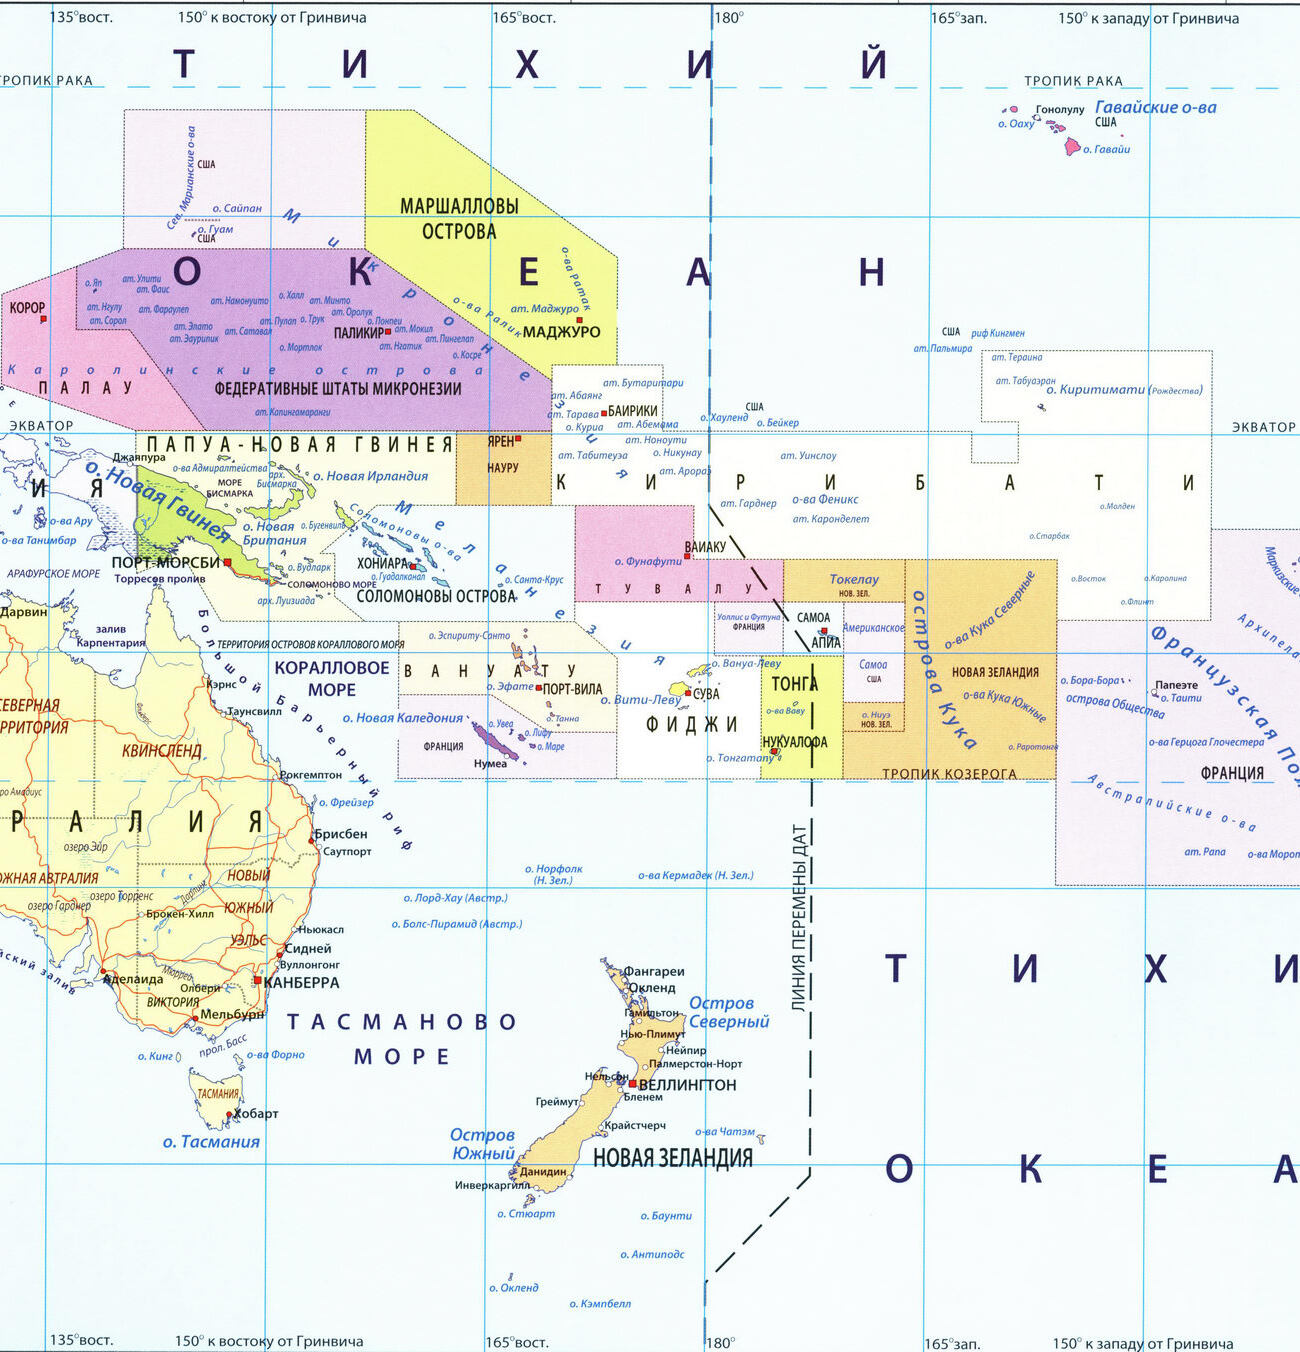 135°вост.
150° к востоку от Гринвича
165°вост.
180°
165°зап.
150° к западу от Гринвича
Т И Х И Й
ТРОПИК РАКА
ТРОПИК РАКА
Гонолулу
Гавайские о-ва
США
о. Оаху
о. Гавайи
Сев. Марианские о-ва
США
о. Сайпан
о. Гуам
США
Микронезия
МАРШАЛЛОВЫ
ОСТРОВА
О К Е А Н
о-ва Ратак
о-ва Ралик
ат. Маджуро
МАДЖУРО
КОРОР
ПАЛАУ
о. Яп
ат. Улити
ат. Фаис
ат. Нгулу
ат. Сорол
ат. Фараулеп
ат. Намонуито
о. Халл
ат. Минто
ат. Оролук
ат. Элато
ат. Эаурипик
ат. Сатавал
ат. Пулап
о. Трук
о. Понпеи
ПАЛИКИР
ат. Мокил
ат. Пингелап
ат. Нгатик
о. Мортлок
о. Косре
Каролинские острова
ФЕДЕРАТИВНЫЕ ШТАТЫ МИКРОНЕЗИИ
ат. Капингамаранги
США
риф Кингмен
ат. Пальмира
ат. Тераина
ат. Табуаэран
о. Киритимати (Рождества)
ат. Бутаритари
ат. Абаянг
ат. Тарава
БАИРИКИ
о. Куриа
ат. Абемама
США
о. Хауленд
о. Бейкер
ЭКВАТОР
ЭКВАТОР
ПАПУА-НОВАЯ ГВИНЕЯ
ЯРЕН
НАУРУ
ат. Ноноути
ат. Табитеуэа
о. Никунау
ат. Арораэ
ат. Уинслоу
КИРИБАТИ
ат. Гарднер
о-ва Феникс
ат. Каронделет
о.Молден
о.Старбак
о.Восток
о.Каролина
о.Флинт
И Я
Джаяпура
о. Новая Гвинея
о-ва Адмиралтейства
МОРЕ
БИСМАРКА
арх.
Бисмарка
о. Новая Ирландия
о. Новая
Британия
о. Бугенвиль
Соломоновы о-ва
Меланезия
о-ва Ару
о-ва Танимбар
АРАФУРСКОЕ МОРЕ
ПОРТ-МОРСБИ
Торресов пролив
о. Вудларк
СОЛОМОНОВО МОРЕ
арх. Луизиада
ХОНИАРА
о. Гуадалканал
о. Санта-Крус
СОЛОМОНОВЫ ОСТРОВА
ВАИАКУ
о. Фунафути
ТУВАЛУ
Токелау
НОВ. ЗЕЛ.
Уоллис и Футуна
ФРАНЦИЯ
САМОА
АПИА
Американское
Самоа
США
острова Кука
о-ва Кука Северные
НОВАЯ ЗЕЛАНДИЯ
о-ва Кука Южные
о. Раротонга
Дарвин
залив
Карпентария
Большой Барьерный риф
ТЕРРИТОРИЯ ОСТРОВОВ КОРАЛЛОВОГО МОРЯ
КОРАЛЛОВОЕ
МОРЕ
о. Эспириту-Санто
ВАНУАТУ
о. Эфате
ПОРТ-ВИЛА
о. Танна
о. Вануа-Леву
о. Вити-Леву
СУВА
ФИДЖИ
ТОНГА
о-ва Вавау
НУКУАЛОФА
о. Тонгатапу
о. Ниуэ
НОВ. ЗЕЛ.
о. Новая Каледония
ФРАНЦИЯ
о. Увеа
о. Лифу
о. Маре
Нумеа
ТРОПИК КОЗЕРОГА
Французская Пол
о. Бора-Бора
Папеэте
о. Таити
острова Общества
о-ва Герцога Глочестера
ФРАНЦИЯ
Австралийские о-ва
ат. Рапа
Кэрнс
Таунсвилл
СЕВЕРНАЯ
КВИНСЛЕНД
Рокгемптон
о. Фрейзер
РАЛИЯ
Брисбен
Саутпорт
озеро Эйр
озеро Торренс
озеро Гарднер
Дарлинг
Брокен-Хилл
НОВЫЙ
ЮЖНЫЙ
УЭЛЬС
Ньюкасл
Сидней
Вуллонгонг
КАНБЕРРА
Аделаида
Муррей
Олбери
ВИКТОРИЯ
Мельбурн
о. Кинг
прол. Басс
о-ва Форно
ТАСМАНИЯ
Хобарт
о. Тасмания
ТАСМАНОВО
МОРЕ
о. Норфолк
(Н. Зел.)
о-ва Кермадек (Н. Зел.)
о. Лорд-Хау (Австр.)
о. Болс-Пирамид (Австр.)
ЛИНИЯ ПЕРЕМЕНЫ ДАТ
Т И Х И
О К Е А
Фангареи
Окленд
Остров
Северный
Гамильтон
Нью-Плимут
Нейпир
Палмерстон-Норт
Нельсон
ВЕЛЛИНГТОН
Бленем
Греймут
Крайстчерч
Остров
Южный
о-ва Чатэм
НОВАЯ ЗЕЛАНДИЯ
Данидин
Инверкаргилл
о. Стюарт
о. Баунти
о. Антиподс
о. Окленд
о. Кэмпбелл
135°вост.
150° к востоку от Гринвича
165°вост.
180°
165°зап.
150° к западу от Гринвича